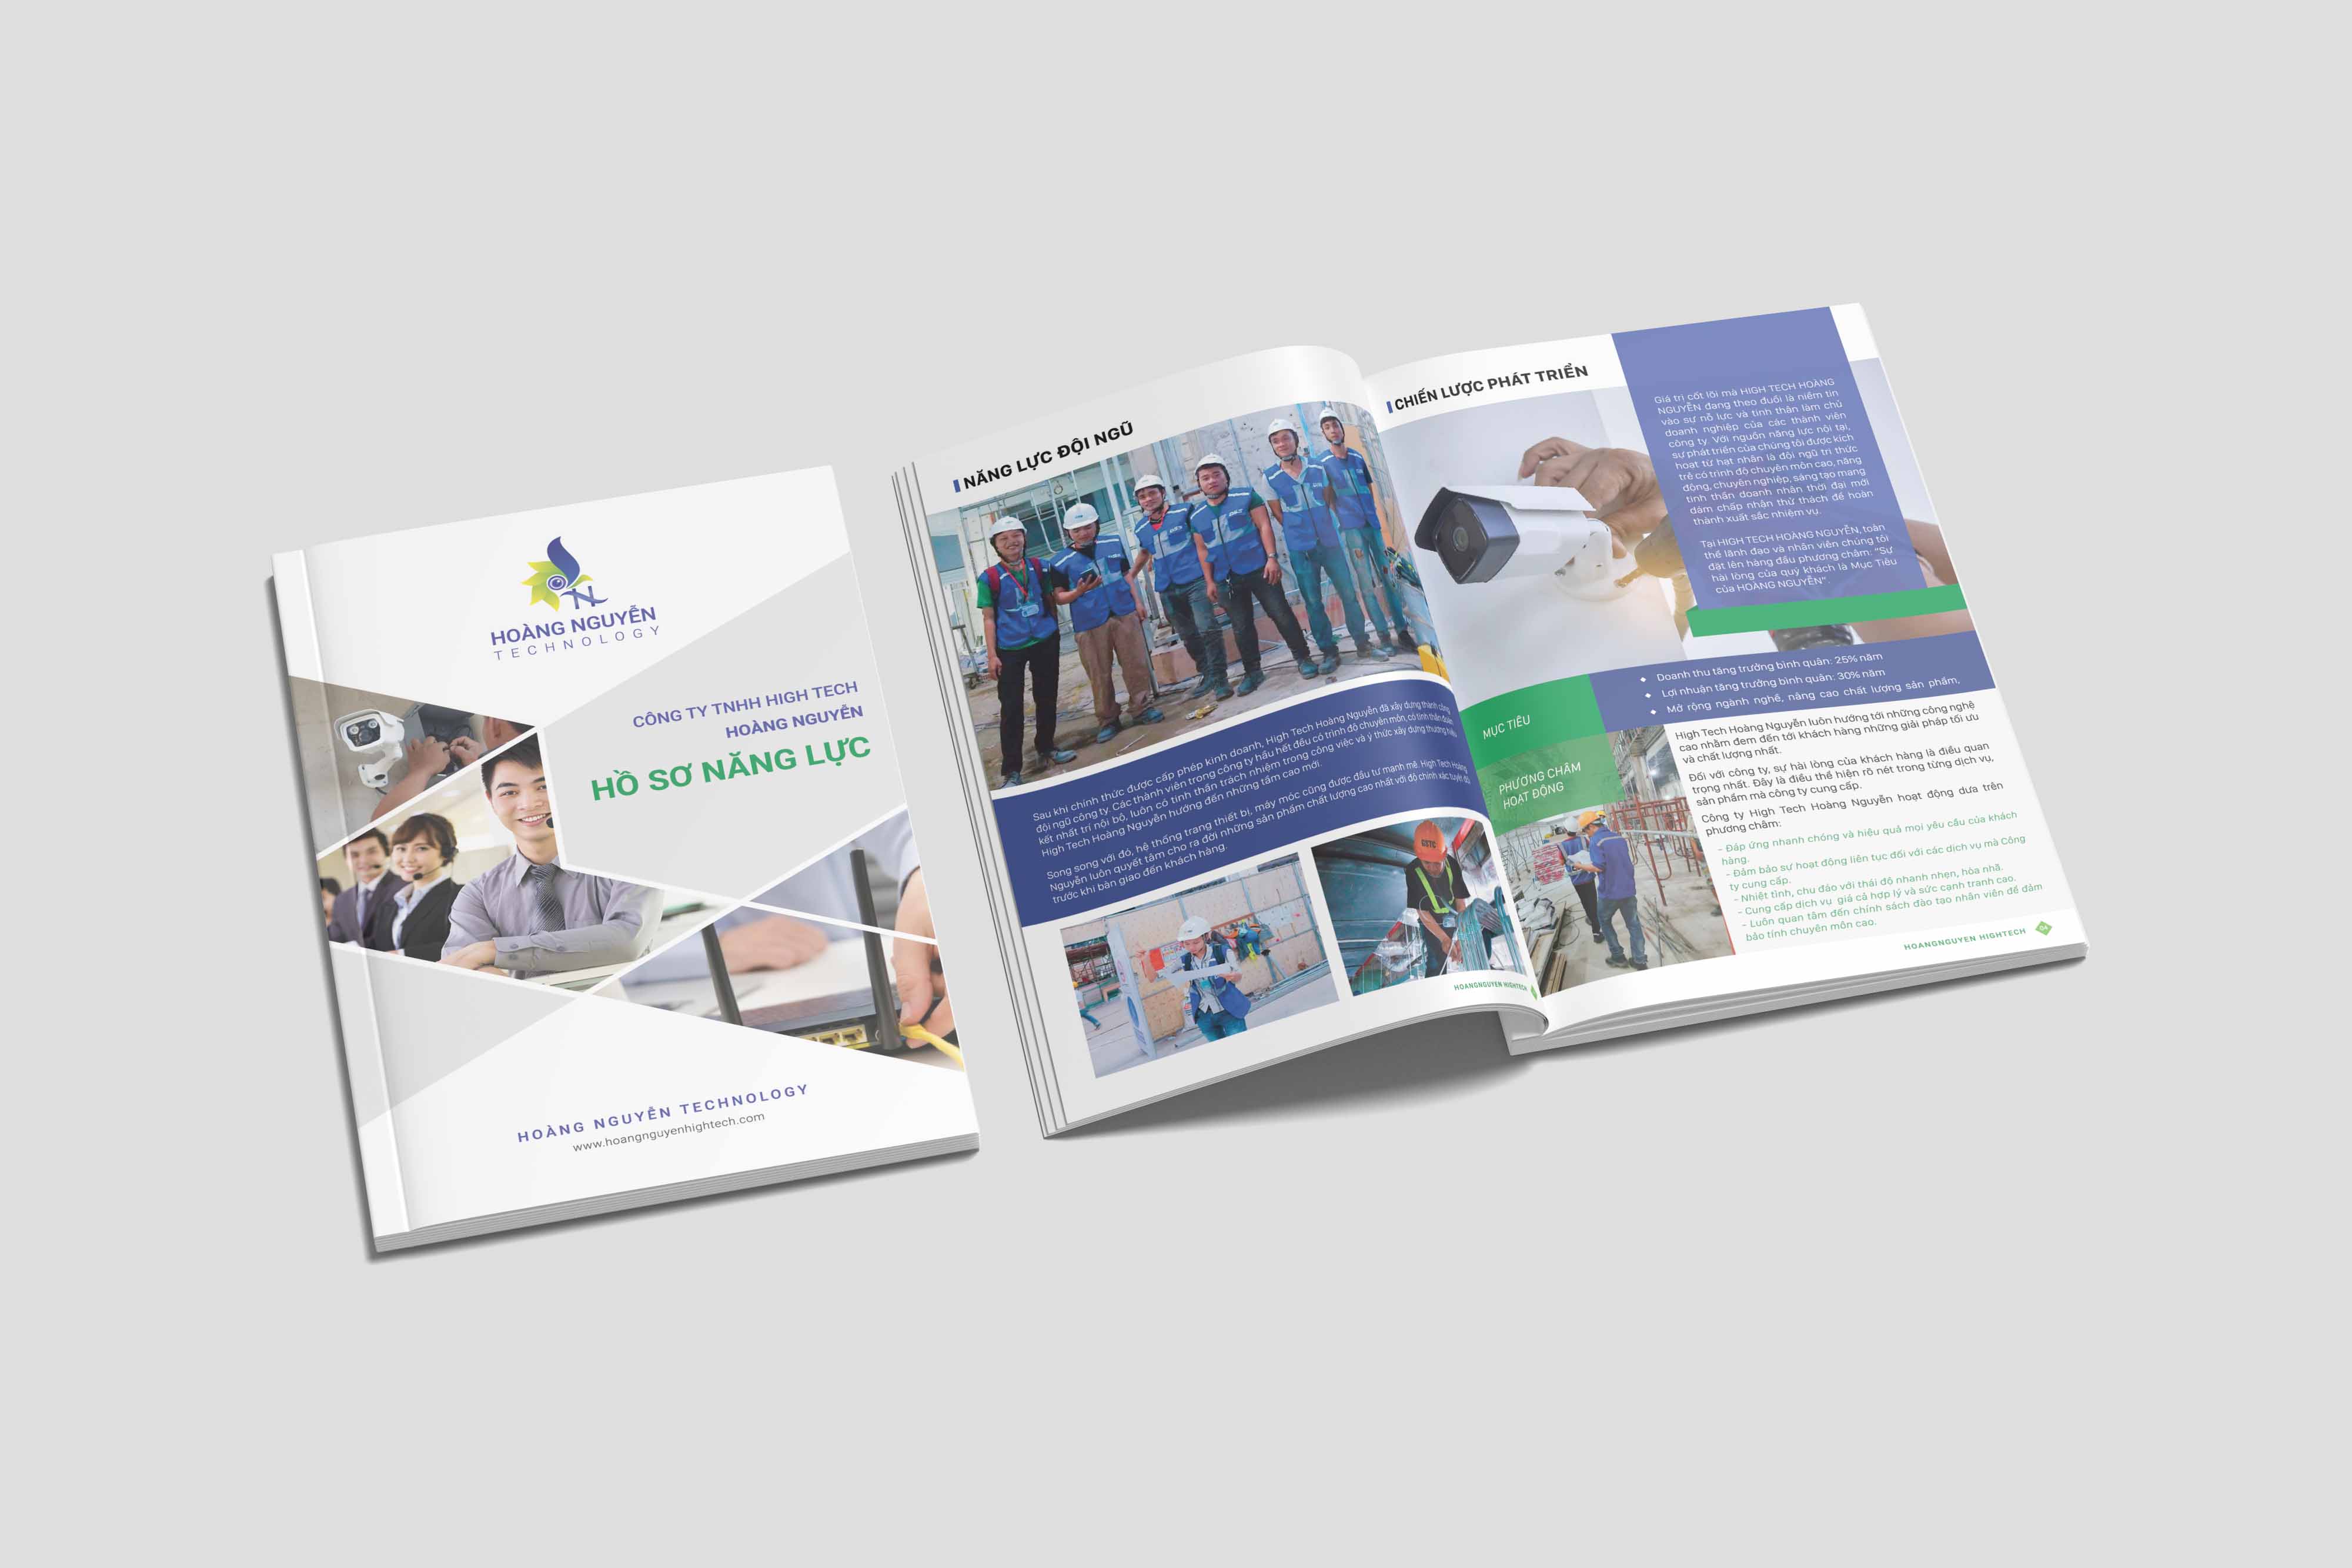 HOÀNG NGUYỄN
TECHNOLOGY
CÔNG TY TNHH HIGH TECH
HOÀNG NGUYỄN
HỒ SƠ NĂNG LỰC
HOÀNG NGUYỄN TECHNOLOGY
www.hoangnguyenhightech.com
NĂNG LỰC ĐỘI NGŨ
Sau khi chính thức được cấp phép kinh doanh, High Tech Hoàng Nguyễn đã xây dựng thành công
đội ngũ công ty. Các thành viên trong công ty hầu hết đều có trình độ chuyên môn, có tinh thần đoàn
kết nhất trí nội bộ, luôn có tinh thần trách nhiệm trong công việc và ý thức xây dựng thương hiệu
High Tech Hoàng Nguyễn hướng đến những tầm cao mới.
Song song với đó, hệ thống trang thiết bị, máy móc cũng được đầu tư mạnh mẽ. High Tech Hoàng
Nguyễn luôn quyết tâm cho ra đời những sản phẩm chất lượng cao nhất với độ chính xác tuyệt đối
trước khi bàn giao đến khách hàng.
GSTC
HOANGNGUYEN HIGHTECH
CHIẾN LƯỢC PHÁT TRIỂN
Giá trị cốt lõi mà HIGH TECH HOÀNG
NGUYỄN đang theo đuổi là niềm tin
vào sự nỗ lực và tinh thần làm chủ
doanh nghiệp của các thành viên
công ty. Với nguồn năng lực nội tại,
sự phát triển của chúng tôi được kích
hoạt từ hạt nhân là đội ngũ trí thức
trẻ có trình độ chuyên môn cao, năng
động, chuyên nghiệp, sáng tạo mang
tinh thần doanh nhân thời đại mới
dám chấp nhận thử thách để hoàn
thành xuất sắc nhiệm vụ.
Tại HIGH TECH HOÀNG NGUYỄN, toàn
thể lãnh đạo và nhân viên chúng tôi
đặt lên hàng đầu phương châm: "Sự
hài lòng của quý khách là Mục Tiêu
của HOÀNG NGUYỄN".
MỤC TIÊU
Doanh thu tăng trưởng bình quân: 25% năm
Lợi nhuận tăng trưởng bình quân: 30% năm
Mở rộng ngành nghề, nâng cao chất lượng sản phẩm,
PHƯƠNG CHÂM
HOẠT ĐỘNG
High Tech Hoàng Nguyễn luôn hướng tới những công nghệ
cao nhằm đem đến tới khách hàng những giải pháp tối ưu
và chất lượng nhất.
Đối với công ty, sự hài lòng của khách hàng là điều quan
trọng nhất. Đây là điều thể hiện rõ nét trong từng dịch vụ,
sản phẩm mà công ty cung cấp.
Công ty High Tech Hoàng Nguyễn hoạt động dựa trên
phương châm:
- Đáp ứng nhanh chóng và hiệu quả mọi yêu cầu của khách
hàng.
- Đảm bảo sự hoạt động liên tục đối với các dịch vụ mà Công
ty cung cấp.
- Nhiệt tình, chu đáo với thái độ nhanh nhẹn, hòa nhã.
- Cung cấp dịch vụ giá cả hợp lý và sức cạnh tranh cao.
- Luôn quan tâm đến chính sách đào tạo nhân viên để đảm
bảo tính chuyên môn cao.
HOANGNGUYEN HIGHTECH